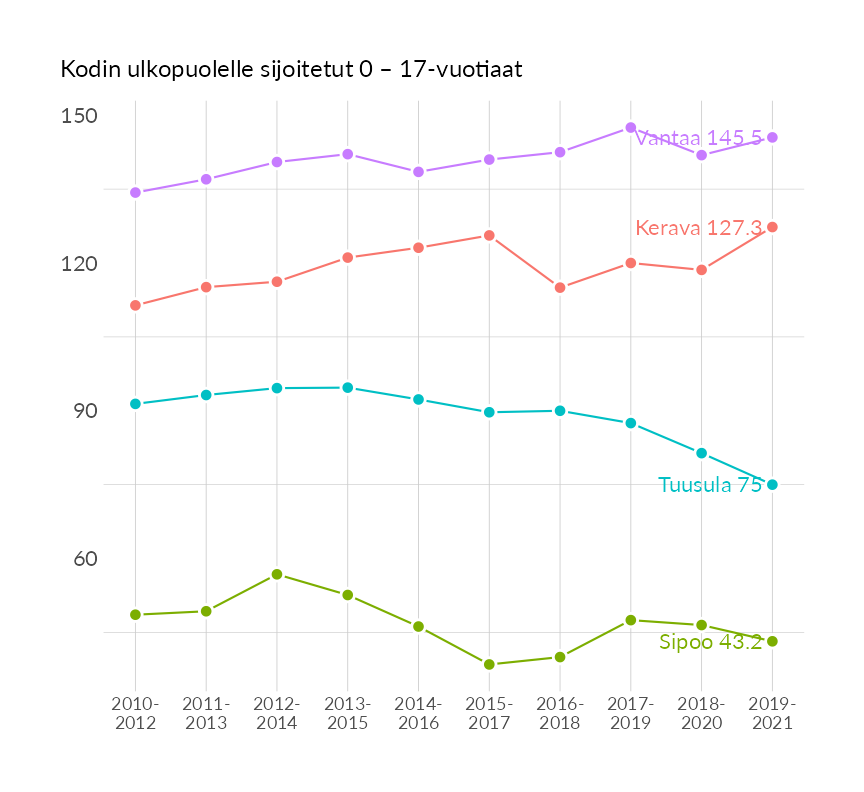 Kodin ulkopuolelle sijoitetut 0 – 17-vuotiaat
150
Vantaa 145.5
Kerava 127.3
120
90
Tuusula 75
60
Sipoo 43.2
2010- 2011- 2012- 2013- 2014- 2015- 2016- 2017- 2018- 2019-
2012 2013 2014 2015 2016 2017 2018 2019 2020 2021